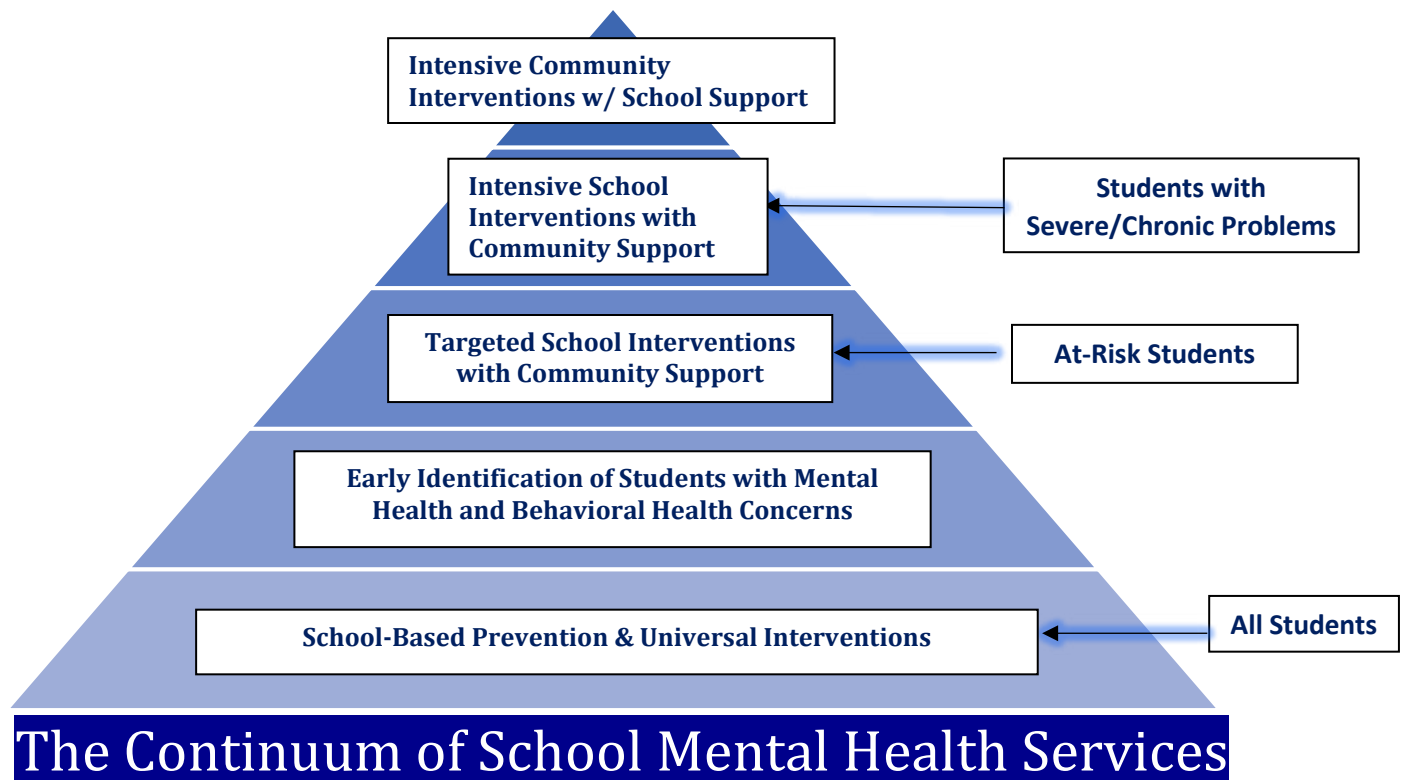 Intensive Community
Interventions w/ School Support
Intensive School
Interventions with
Community Support
Students with
Severe/Chronic Problems
Targeted School Interventions
with Community Support
At-Risk Students
Early Identification of Students with Mental
Health and Behavioral Health Concerns
School-Based Prevention & Universal Interventions
All Students
The Continuum of School Mental Health Services